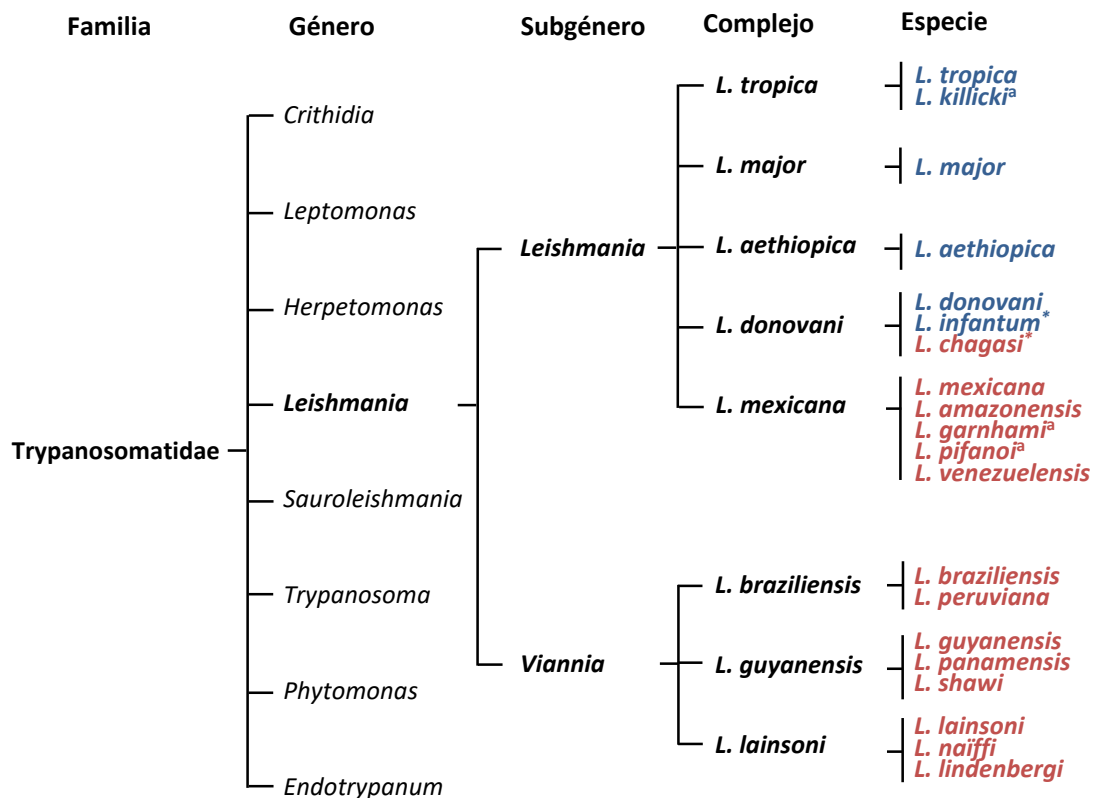 Familia Género Subgénero Complejo Especie
Crithidia
Leptomonas
Herpetomonas
Leishmania
Trypanosomatidae
Sauroleishmania
Trypanosoma
Phytomonas
Endotrypanum
Leishmania
Viannia
L. tropica
L. major
L. aethiopica
L. donovani
L. mexicana
L. braziliensis
L. guyanensis
L. lainsoni
L. tropica
L. killickiᵃ
L. major
L. aethiopica
L. donovani
L. infantum*
L. chagasi*
L. mexicana
L. amazonensis
L. garnhamiᵃ
L. pifanoiᵃ
L. venezuelensis
L. braziliensis
L. peruviana
L. guyanensis
L. panamensis
L. shawi
L. lainsoni
L. naïffi
L. lindenbergi